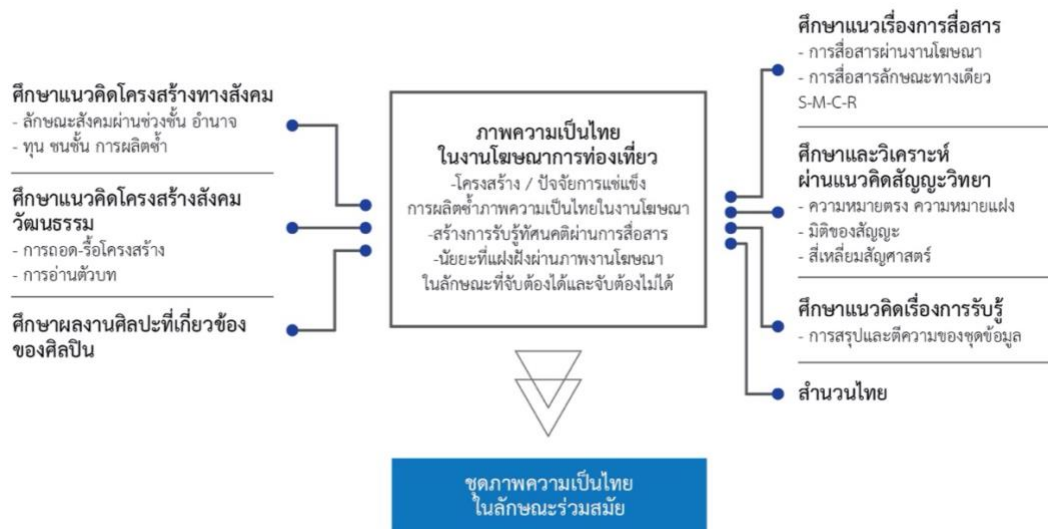 ศึกษาแนวคิดโครงสร้างทางสังคม
- ลักษณะสังคมผ่านช่วงชั้น อำนาจ
- ทุน ชนชั้น การผลิตซ้ำ
ศึกษาแนวคิดโครงสร้างสังคม
วัฒนธรรม
- การถอด-รื้อโครงสร้าง
- การอ่านตัวบท
ศึกษาผลงานศิลปะที่เกี่ยวข้อง
ของศิลปิน
ภาพความเป็นไทย
ในงานโฆษณาการท่องเที่ยว
-โครงสร้าง / ปัจจัยการแช่แข็ง
การผลิตซ้ำภาพความเป็นไทยในงานโฆษณา
-สร้างการรับรู้ทัศนคติผ่านการสื่อสาร
-นัยยะที่แฝงฝังผ่านภาพงานโฆษณา
ในลักษณะที่จับต้องได้และจับต้องไม่ได้
ศึกษาแนวเรื่องการสื่อสาร
- การสื่อสารผ่านงานโฆษณา
- การสื่อสารลักษณะทางเดียว
S-M-C-R
ศึกษาและวิเคราะห์
ผ่านแนวคิดสัญญะวิทยา
- ความหมายตรง ความหมายแฝง
- มิติของสัญญะ
- สี่เหลี่ยมสัญศาสตร์
ศึกษาแนวคิดเรื่องการรับรู้
- การสรุปและตีความของชุดข้อมูล
สำนวนไทย
ชุดภาพความเป็นไทย
ในลักษณะร่วมสมัย